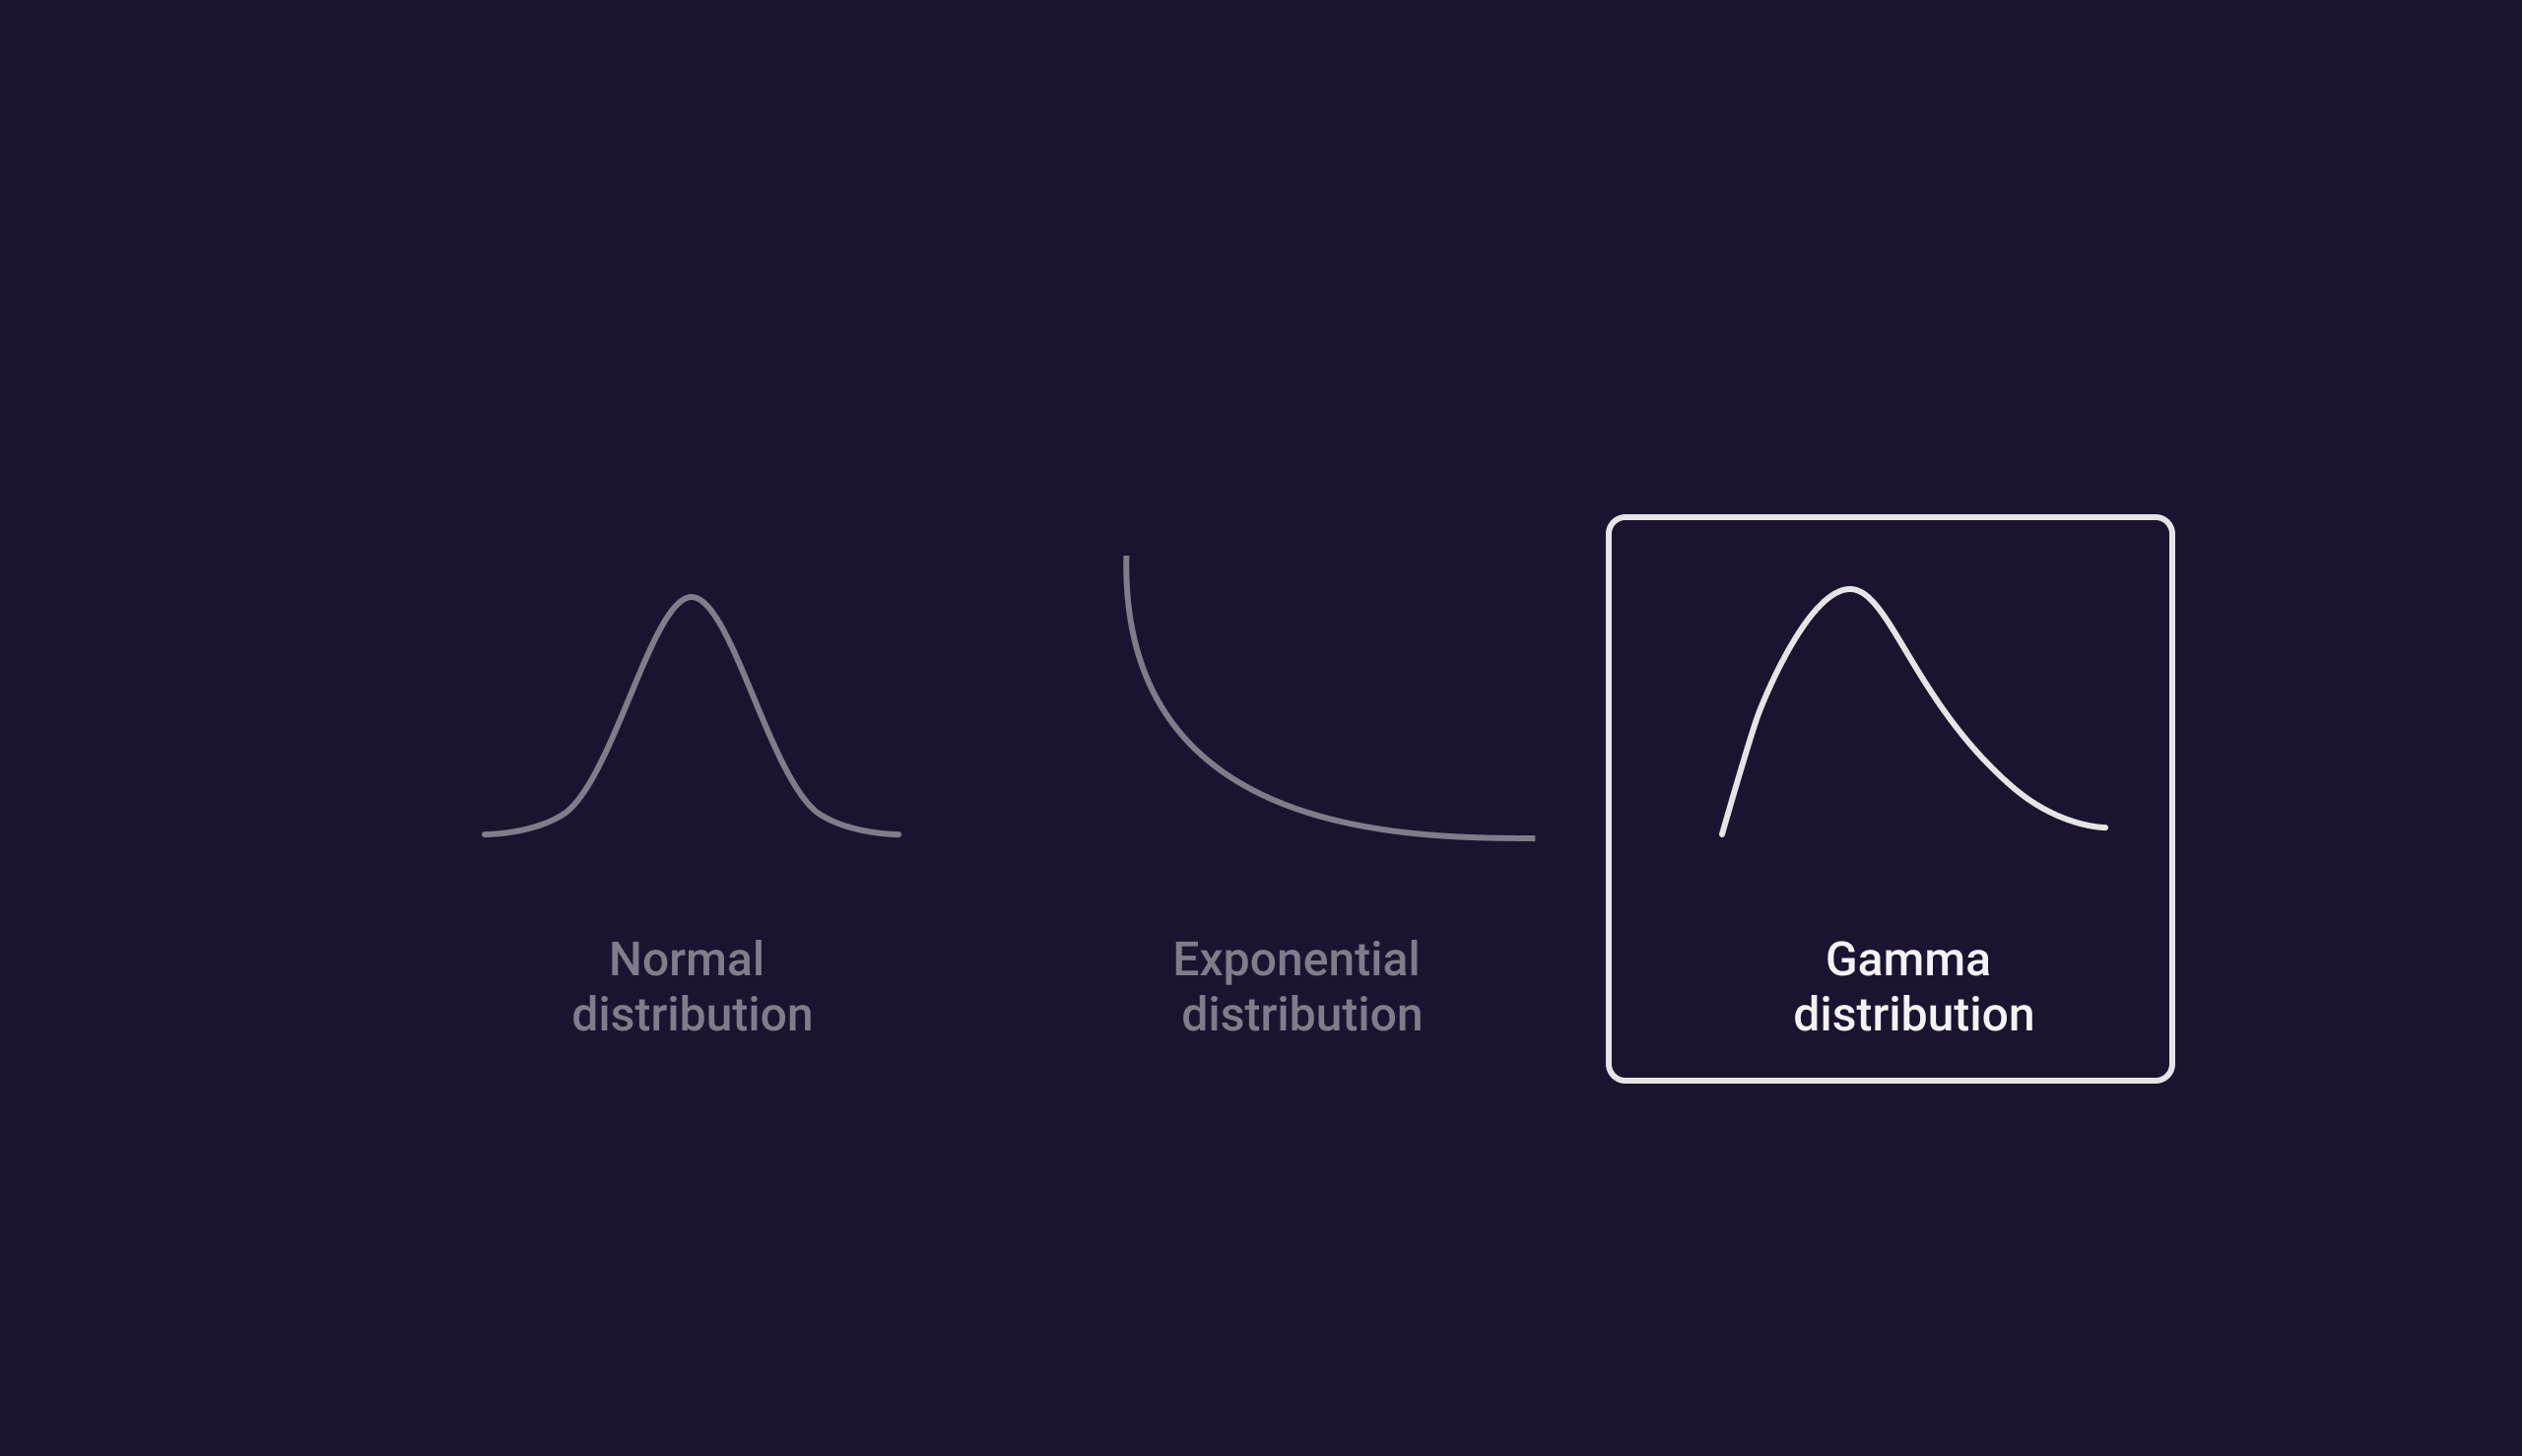 Normal
distribution
Exponential
distribution
Gamma
distribution